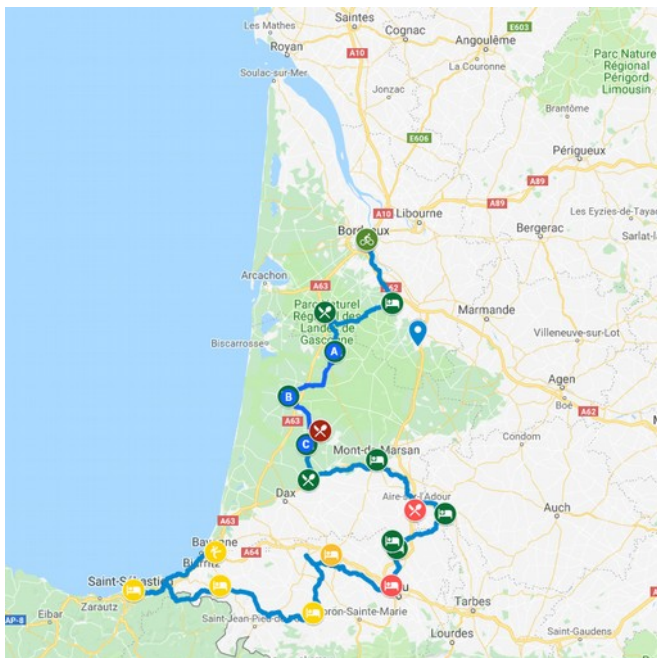 Saintes
Cognac
E603
Les Mathes
Royan
A10
Angoulême
La Couronne
Parc Nature
Régional
Périgord
Limousin
Soulac-sur-Mer
Jonzac
Brantôme
E606
Périgueux
A89
A10
Libourne
A89
Les Eyzies-de-Tayac
Bordeaux
Bergerac
Sarlat-
Arcachon
A63
A62
Parc Naturel
Régional des
Landes de
Gascogne
Marmande
Biscarrosse
Villeneuve-sur-Lot
A
Agen
Boé
B
A63
A62
C
Condom
Mont-de-Marsan
Dax
Aire-sur-l'Adour
Auch
A63
Bayonne
Biarritz
A64
Saint-Sébastien
Zarautz
Eibar
AP-8
Saint-Jean-Pied
oron-Sainte-Marie
Tarbes
Lourdes
Saint-Gaudens